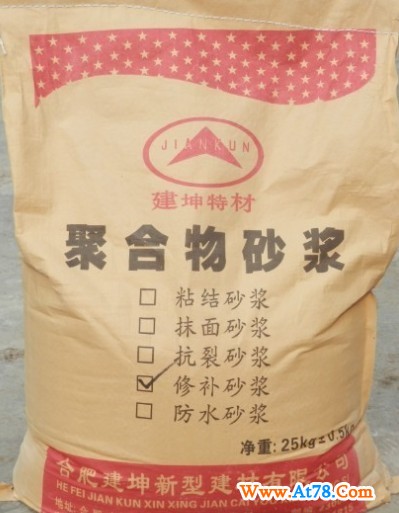 JIANKUN
建坤特材
聚合物砂浆
粘结砂浆
抹面砂浆
抗裂砂浆
修补砂浆
防水砂浆
净重:25kg±0.5
合肥建坤新型建材有限公司
HE FEI JIAN KUN XIN XING JIAN CAI YOU
www.At78.Com